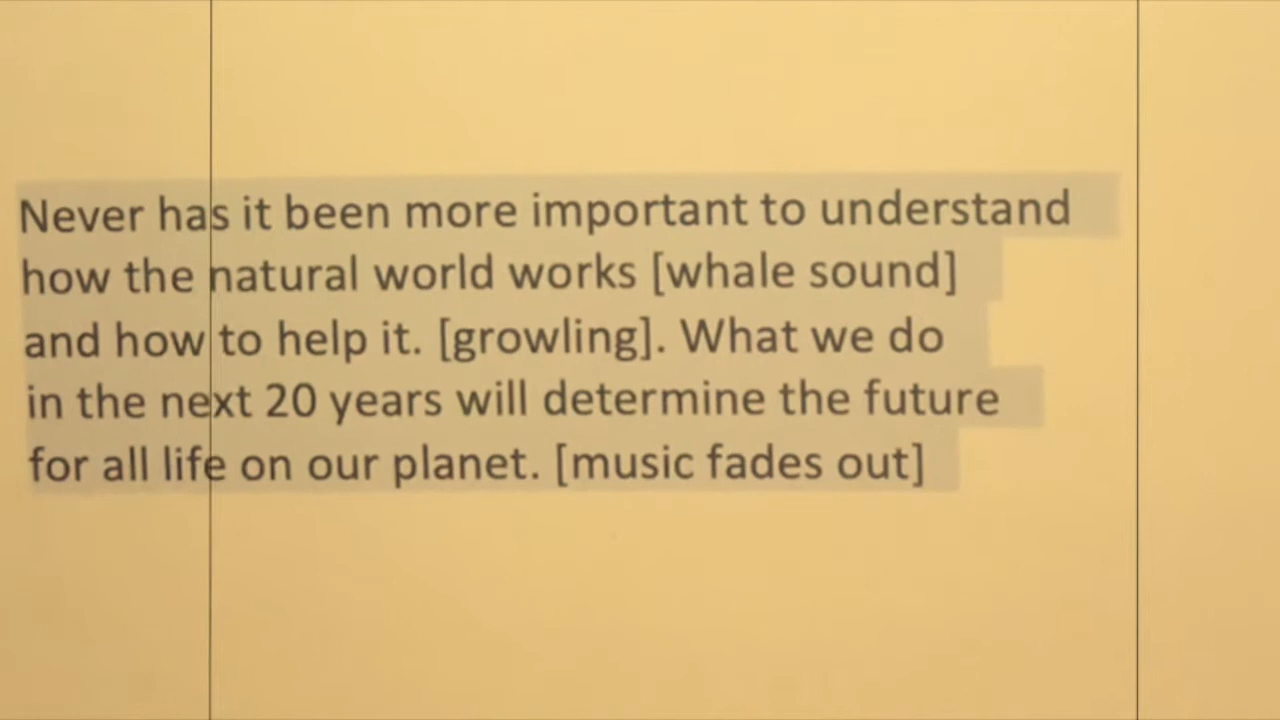 Never has it been more important to understand
how the natural world works [whale sound]
and how to help it. [growling]. What we do
in the next 20 years will determine the future
for all life on our planet. [music fades out]